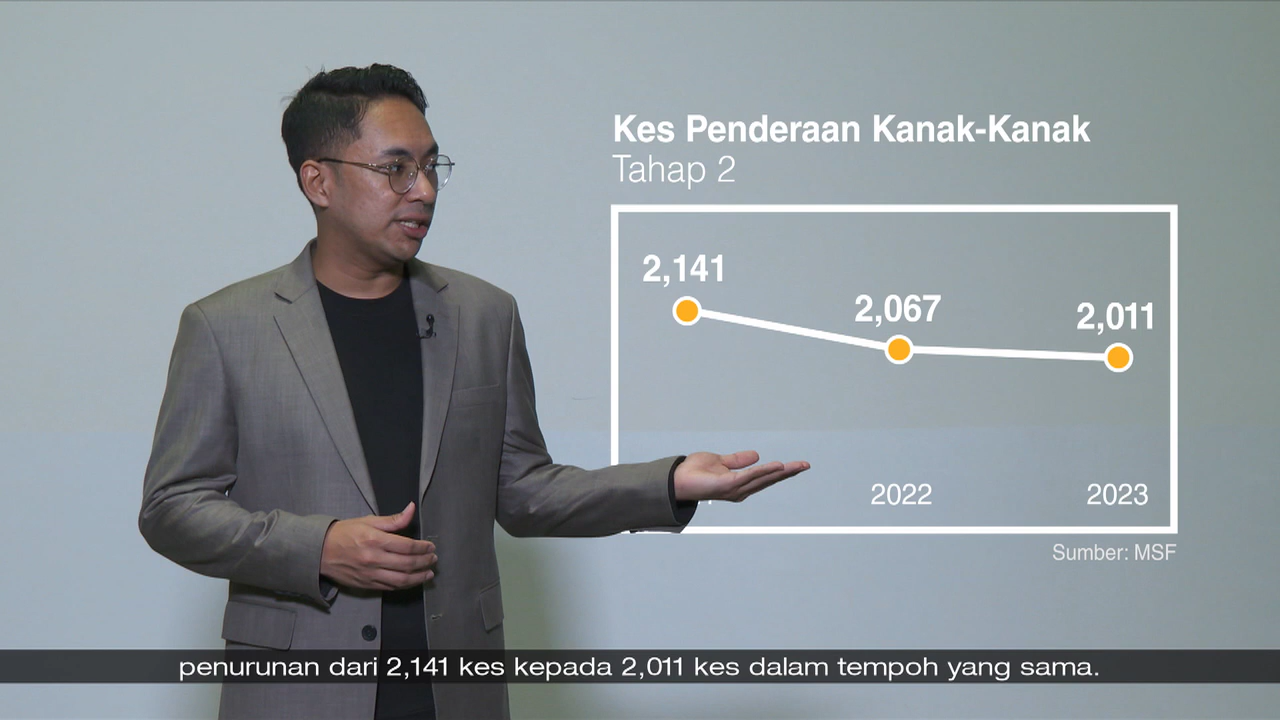 Kes Penderaan Kanak-Kanak
Tahap 2
2,141
2,067
2,011
2022
2023
Sumber: MSF
penurunan dari 2,141 kes kepada 2,011 kes dalam tempoh yang sama.